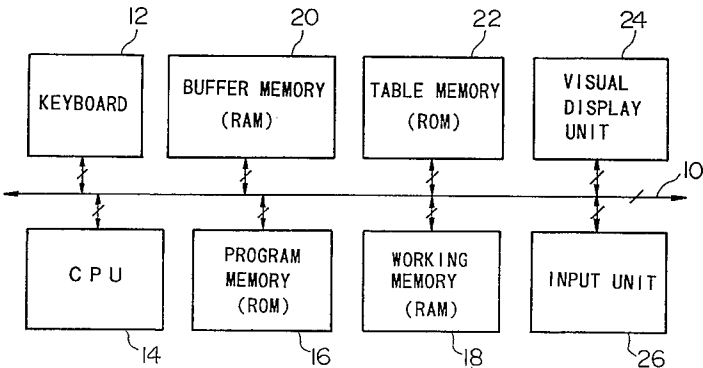 12
20
22
24
KEYBOARD
BUFFER MEMORY
(RAM)
TABLE MEMORY
(ROM)
VISUAL
DISPLAY
UNIT
10
CPU
PROGRAM
MEMORY
(ROM)
WORKING
MEMORY
(RAM)
INPUT UNIT
14
16
18
26